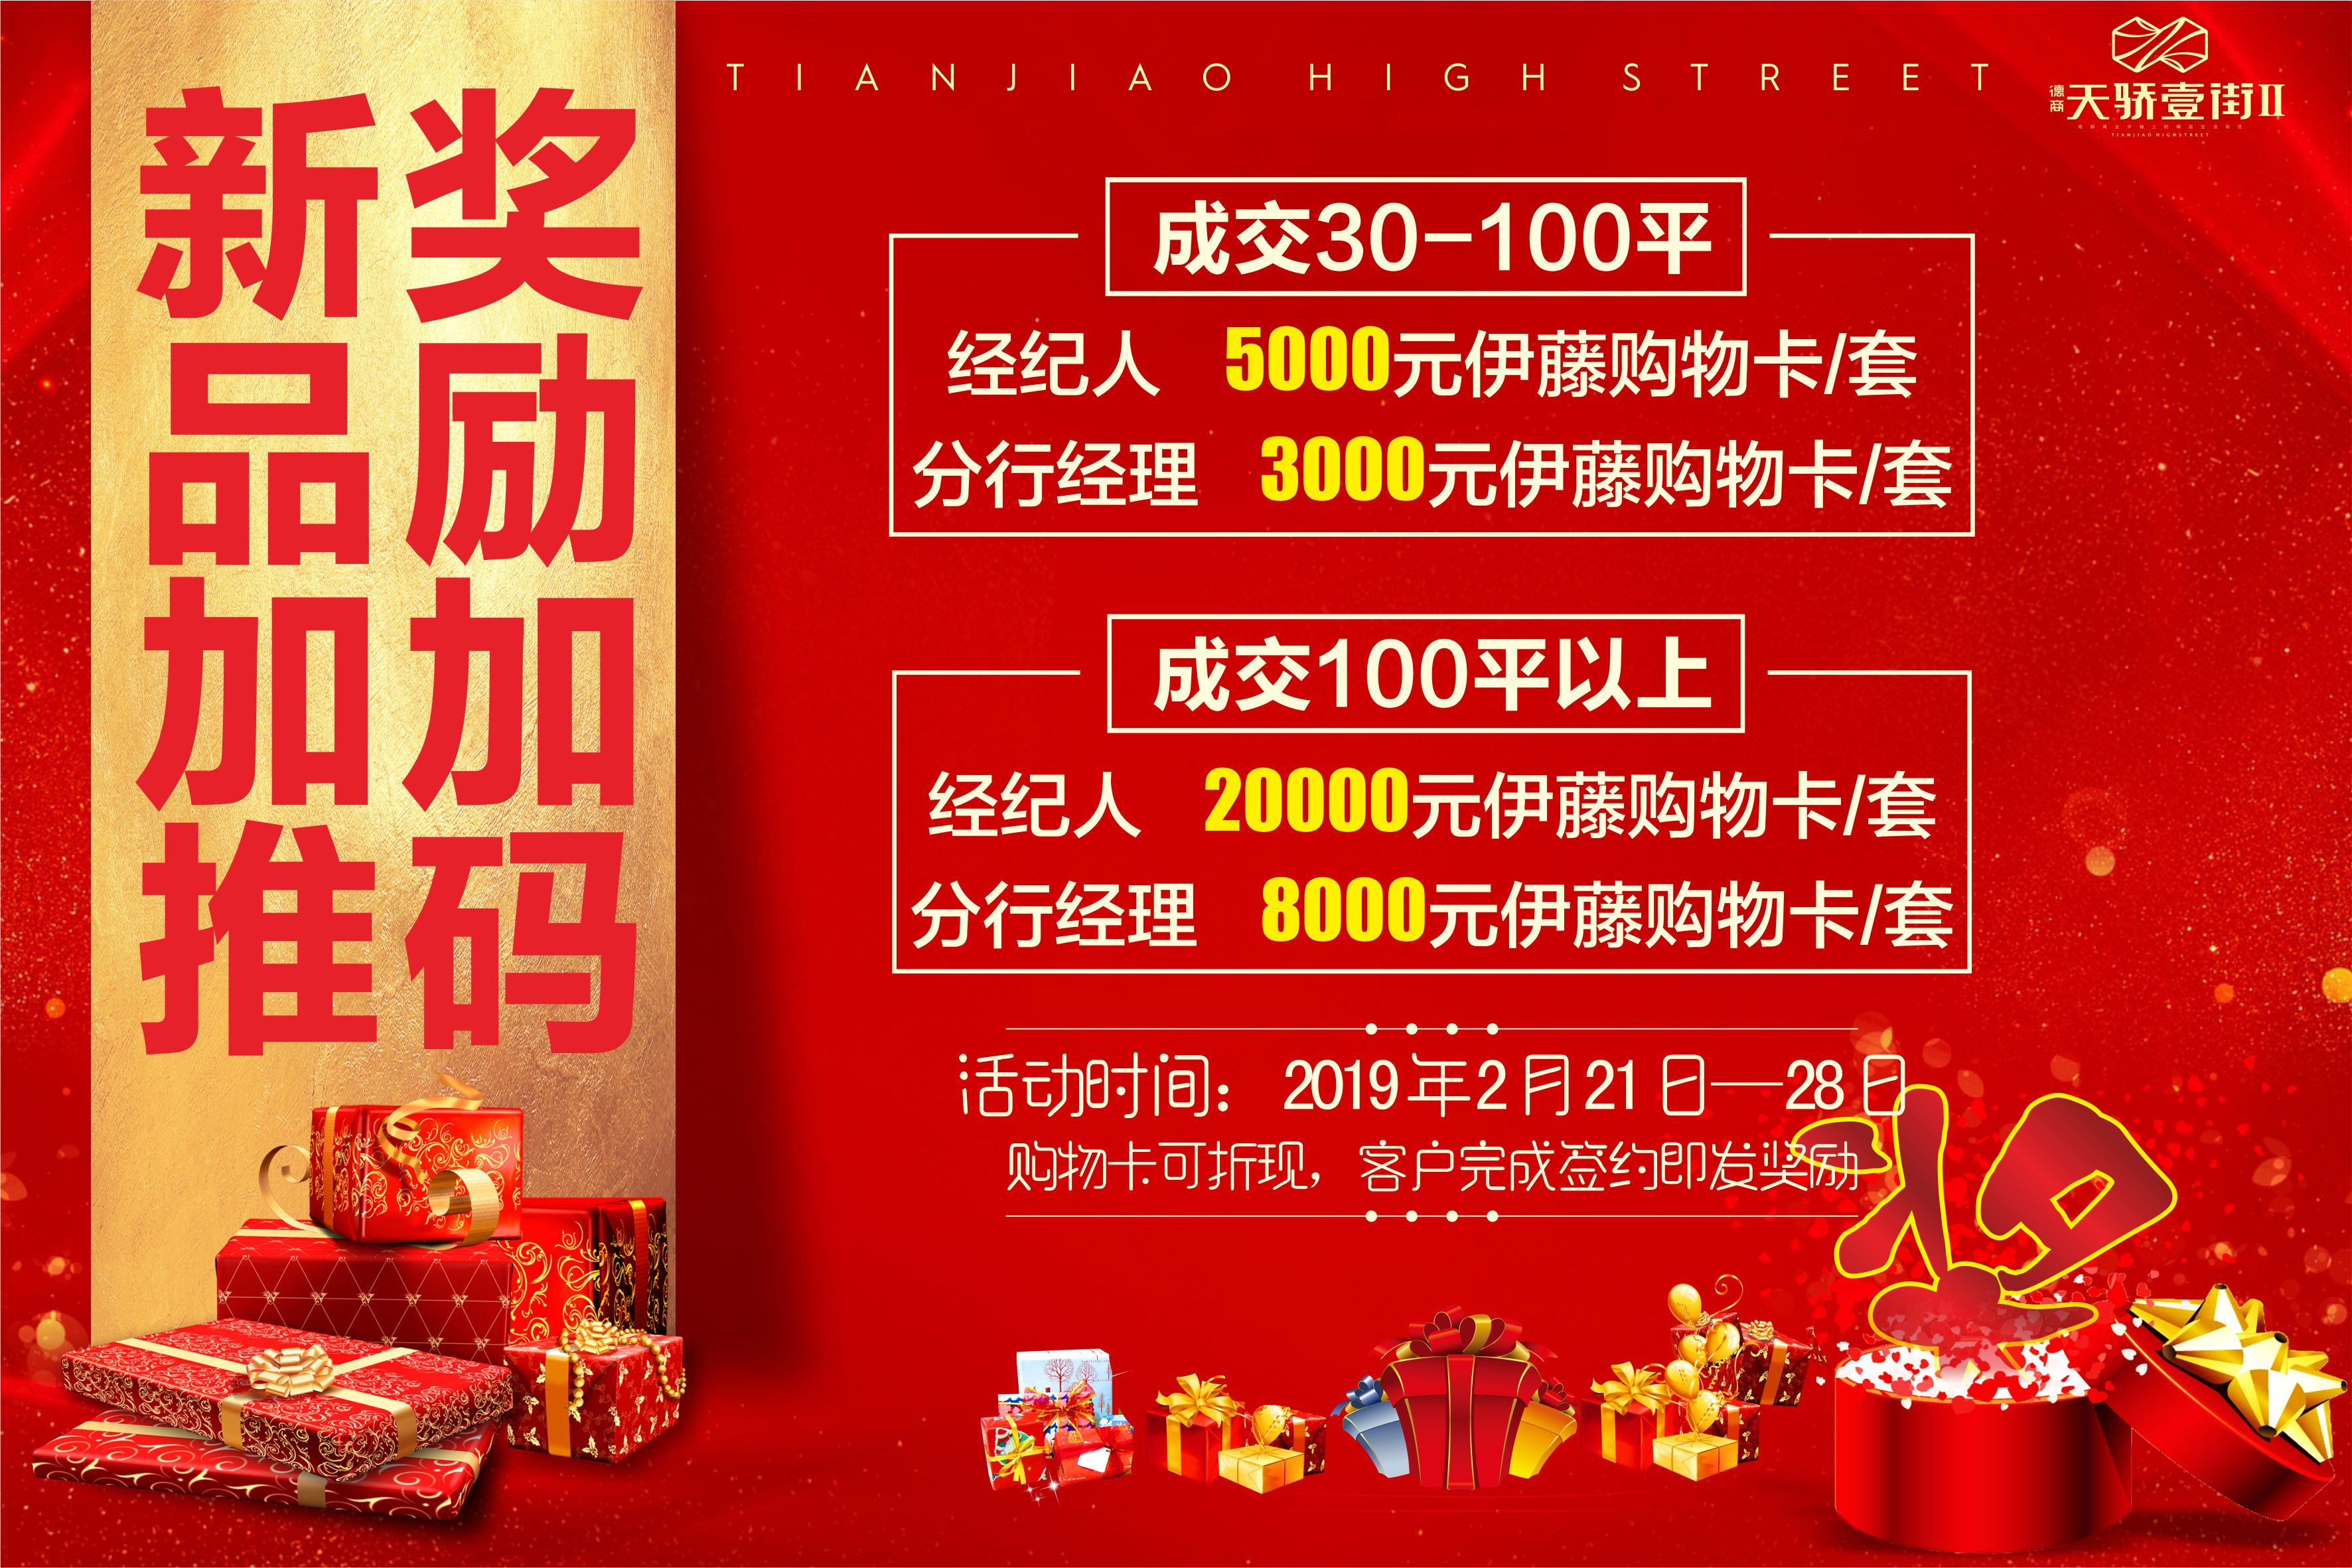 新品加推
奖励加码
TIANJIAO HIGH STREET
德商
天骄壹街II
TIANJIAO HIGHSTREET
成交30-100平
经纪人 5000元伊藤购物卡/套
分行经理 3000元伊藤购物卡/套
成交100平以上
经纪人 20000元伊藤购物卡/套
分行经理 8000元伊藤购物卡/套
活动时间：2019年2月21日—28日
购物卡可折现，客户完成签约即发奖励